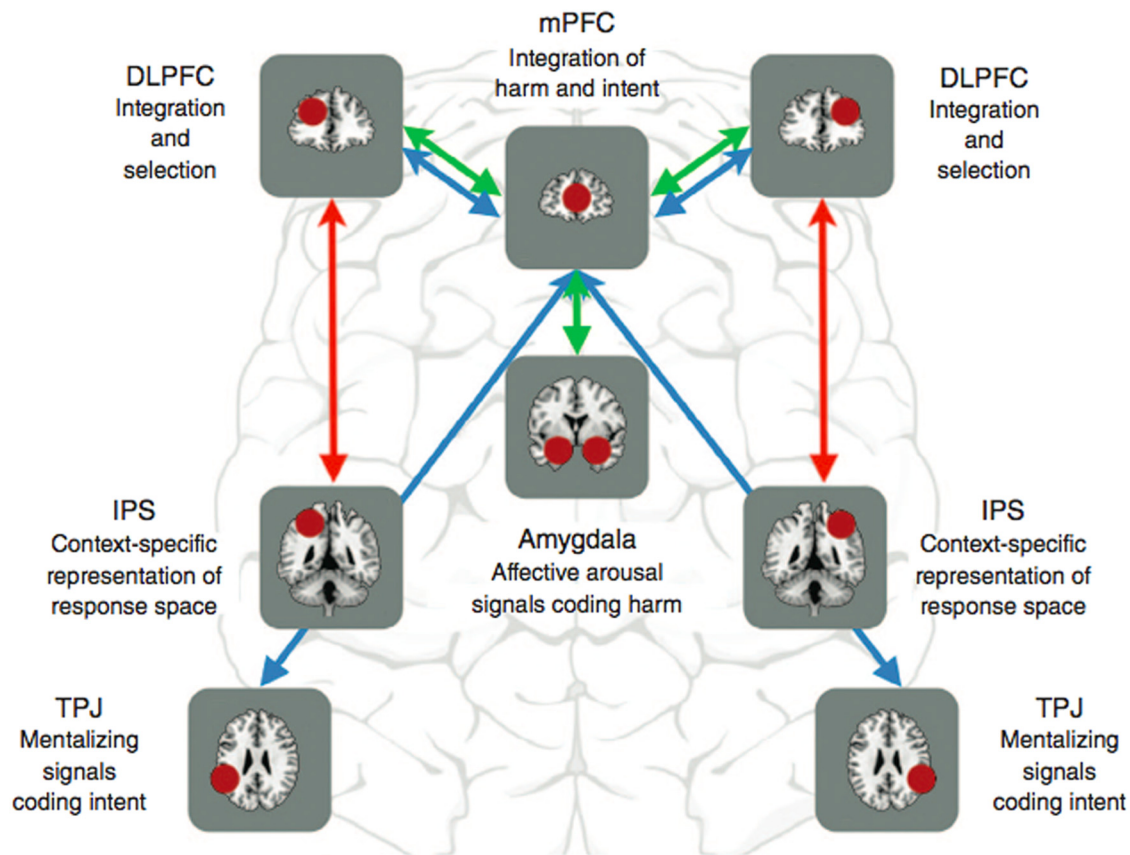 mPFC
Integration of
harm and intent
DLPFC
Integration
and
selection
DLPFC
Integration
and
selection
IPS
Context-specific
representation of
response space
Amygdala
Affective arousal
signals coding harm
IPS
Context-specific
representation of
response space
TPJ
Mentalizing
signals
coding intent
TPJ
Mentalizing
signals
coding intent